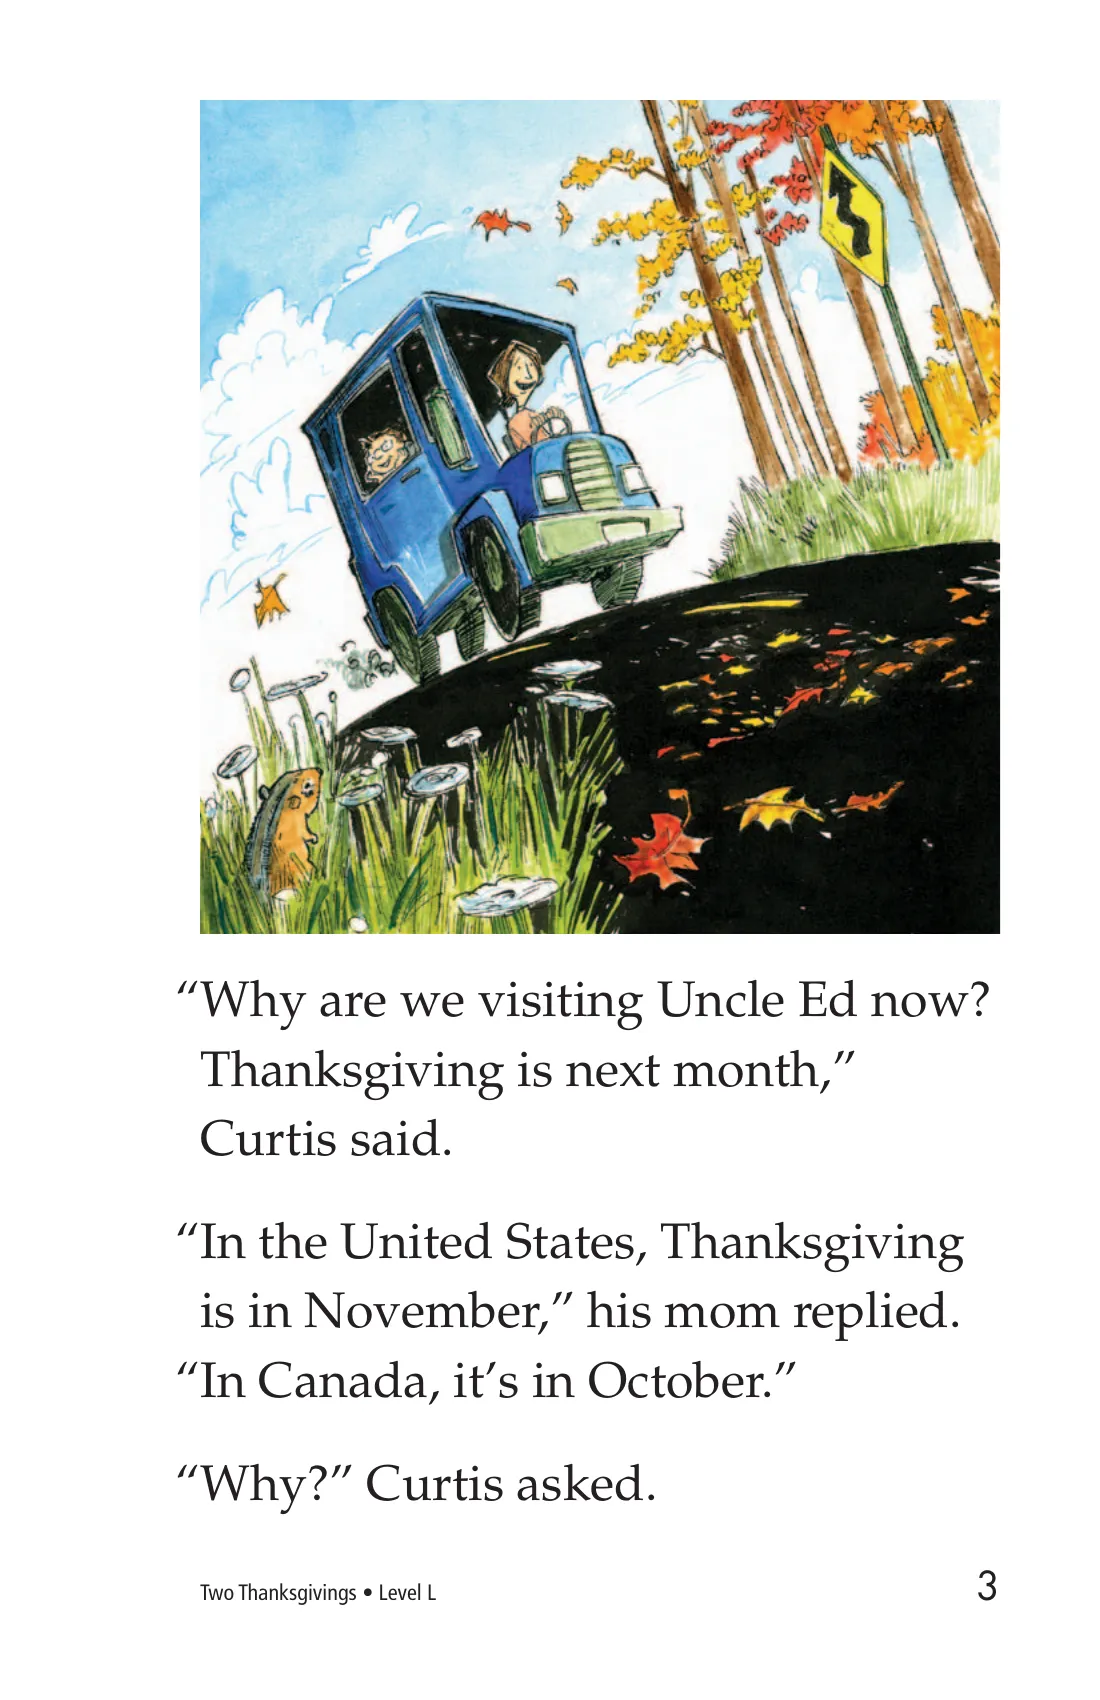 “Why are we visiting Uncle Ed now?
Thanksgiving is next month,”
Curtis said.
“In the United States, Thanksgiving
is in November,” his mom replied.
“In Canada, it’s in October.”
“Why?” Curtis asked.
Two Thanksgivings • Level L
3